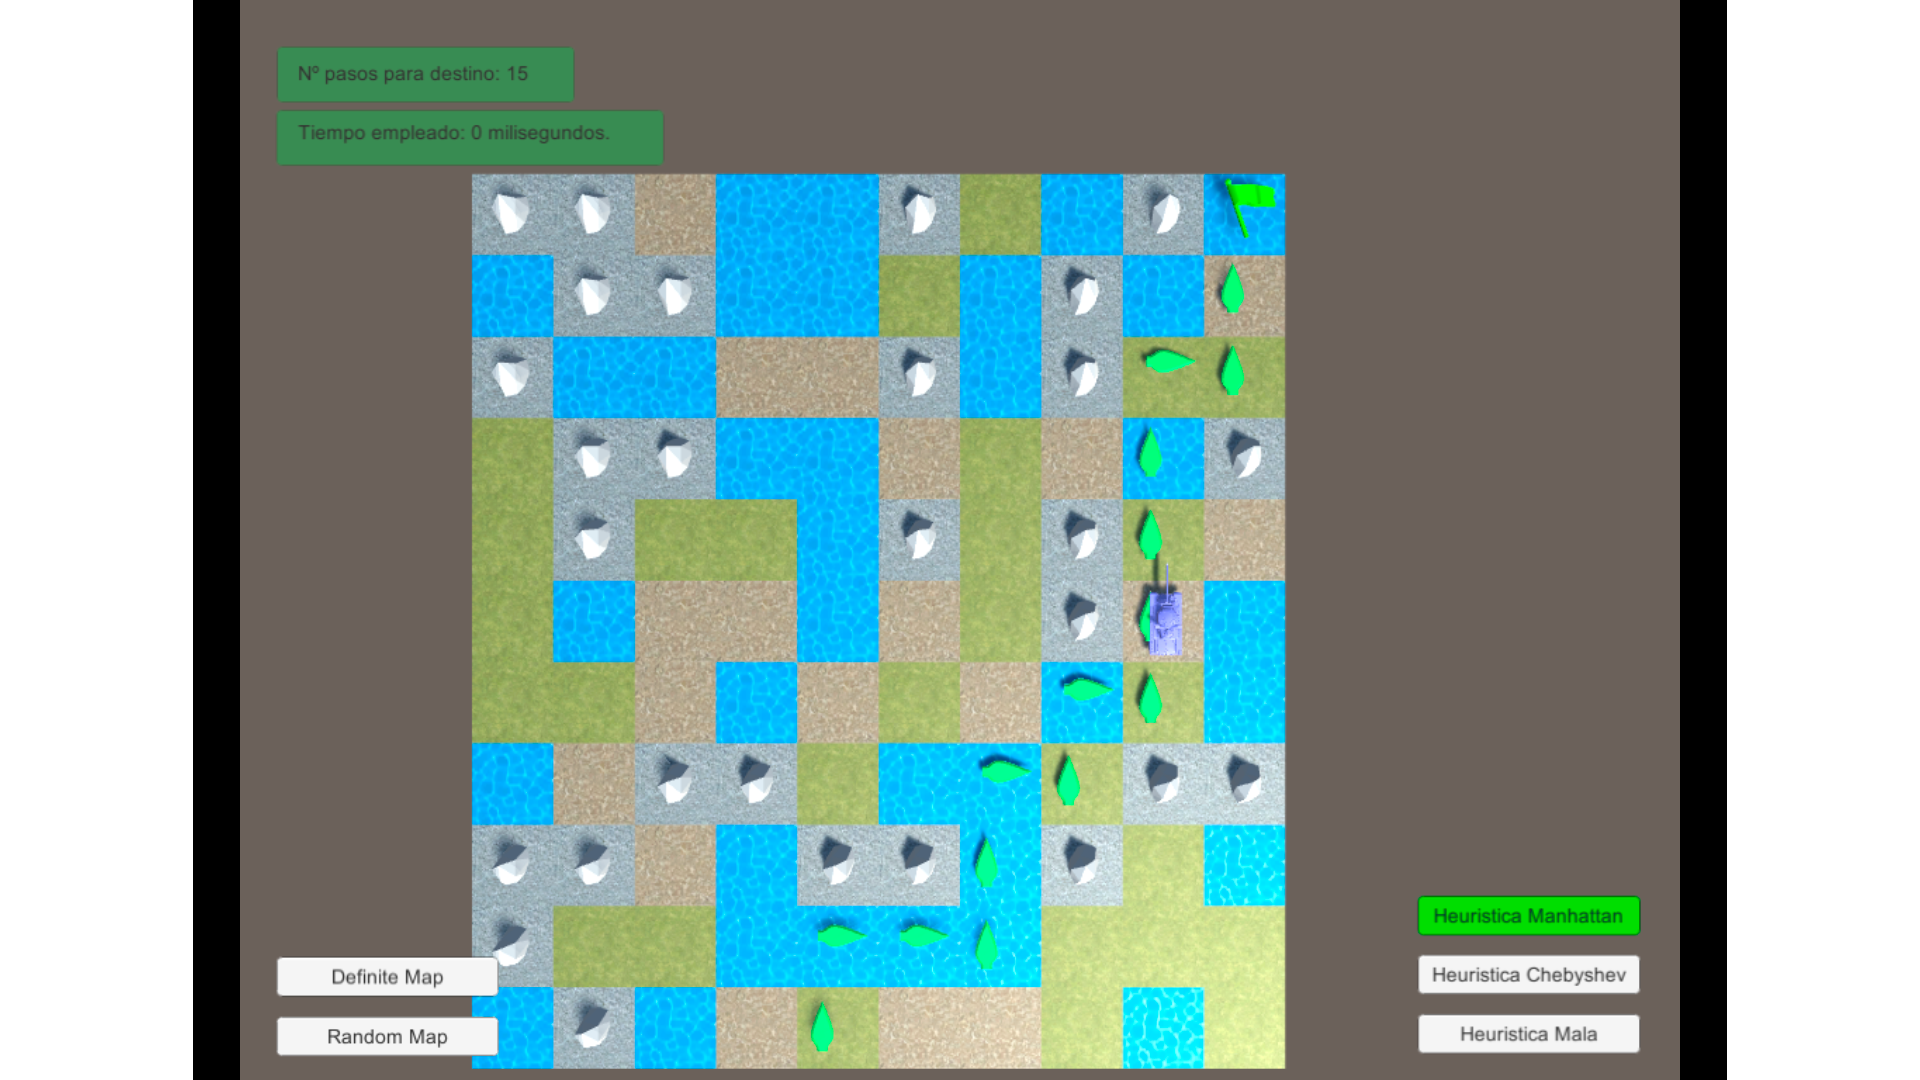 Nº pasos para destino: 15
Tiempo empleado: 0 milisegundos.
Heuristica Manhattan
Definite Map
Heuristica Chebyshev
Random Map
Heuristica Mala